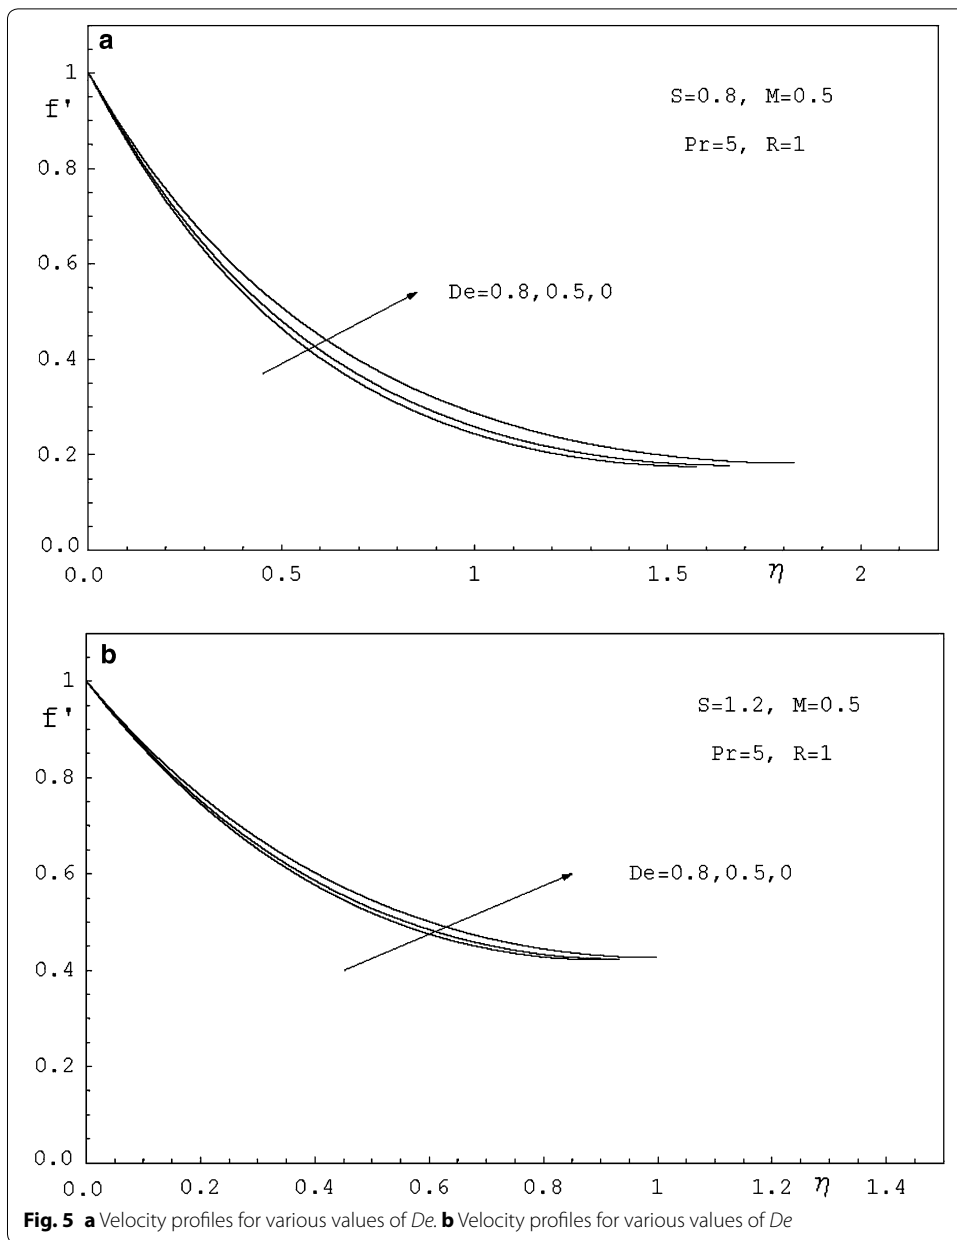 a
1
f'
S=0.8, M=0.5
Pr=5, R=1
0.8
0.6
De=0.8,0.5,0
0.4
0.2
0.0
0.0 0.5 1 1.5 η 2
b
1
f'
S=1.2, M=0.5
Pr=5, R=1
0.8
0.6
De=0.8,0.5,0
0.4
0.2
0.0
0.0 0.2 0.4 0.6 0.8 1 1.2 η 1.4
Fig. 5 a Velocity profiles for various values of De. b Velocity profiles for various values of De